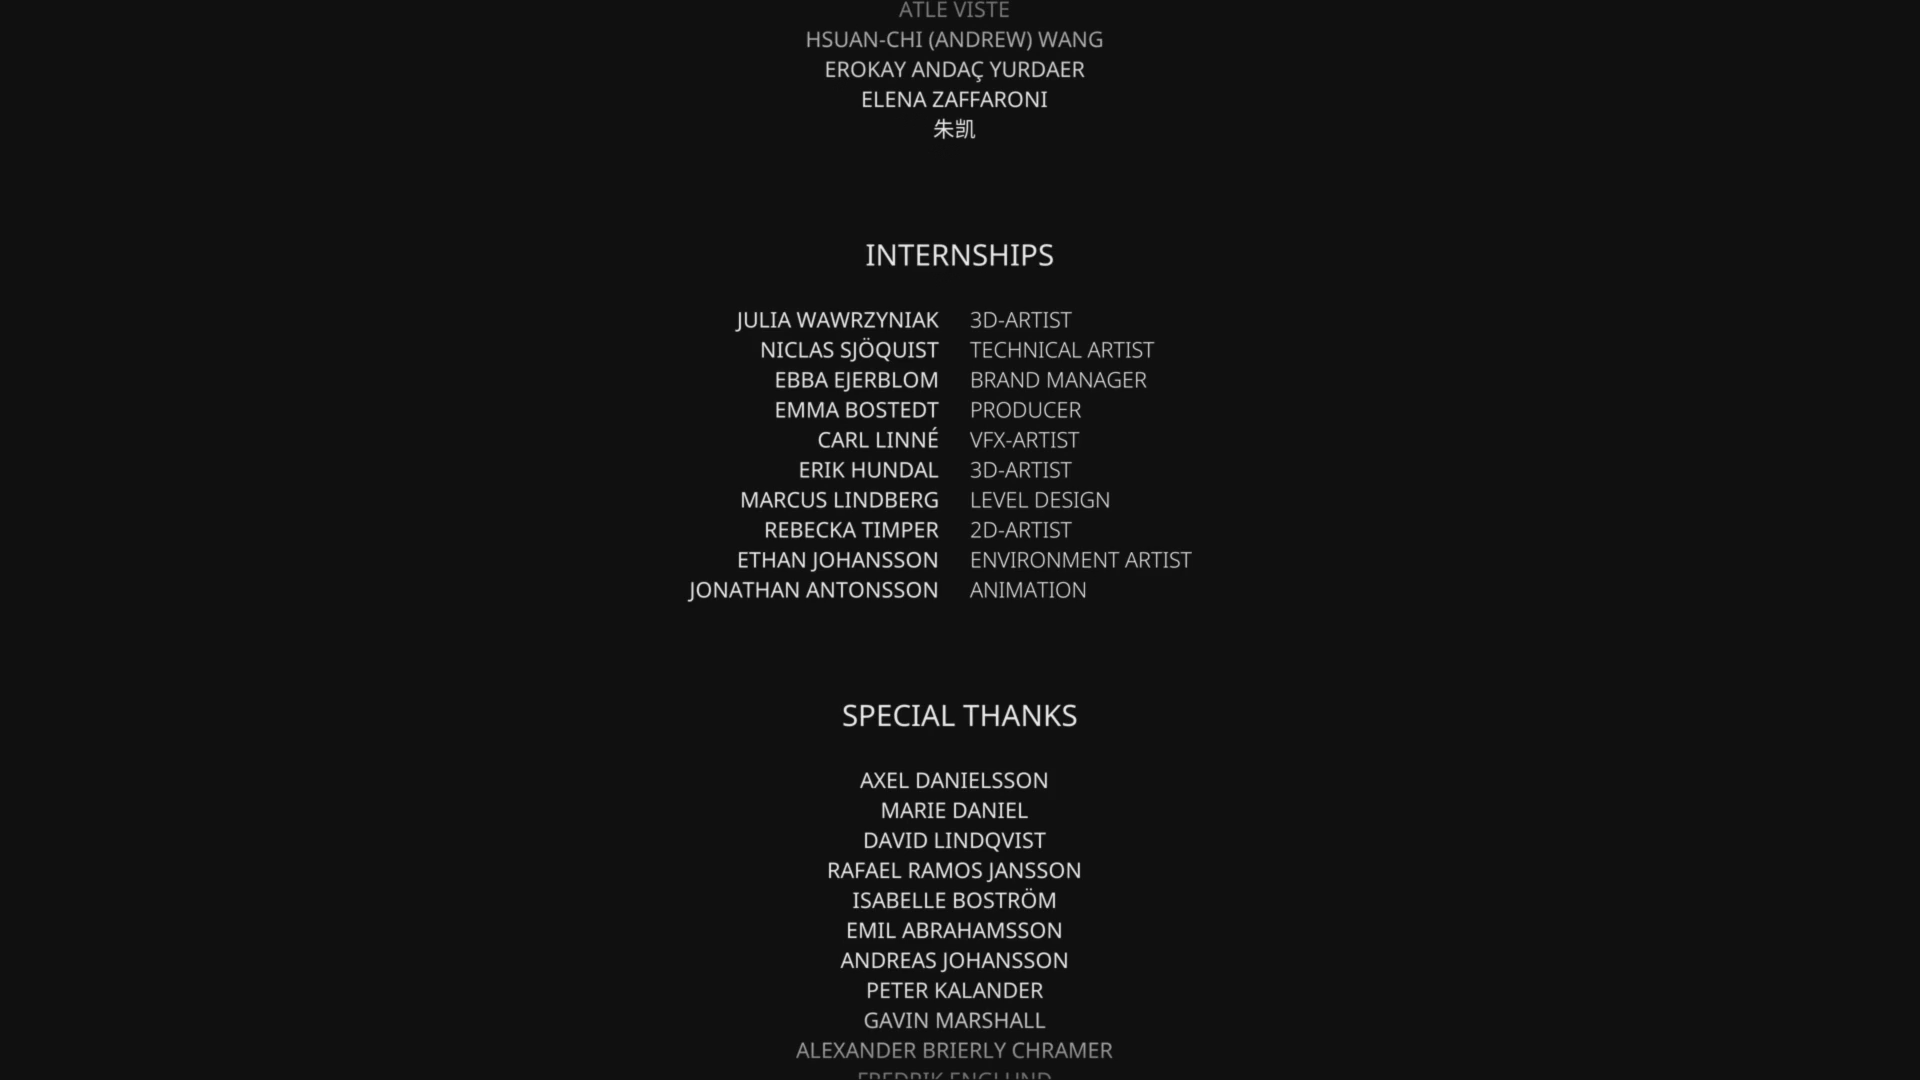 ATLE VISTE
HSUAN-CHI (ANDREW) WANG
EROKAY ANDAÇ YURDAER
ELENA ZAFFARONI
朱凯
INTERNSHIPS
JULIA WAWRZYNIAK 3D-ARTIST
NICLAS SJÖQUIST TECHNICAL ARTIST
EBBA EJERBLOM BRAND MANAGER
EMMA BOSTEDT PRODUCER
CARL LINNÉ VFX-ARTIST
ERIK HUNDAL 3D-ARTIST
MARCUS LINDBERG LEVEL DESIGN
REBECKA TIMPER 2D-ARTIST
ETHAN JOHANSSON ENVIRONMENT ARTIST
JONATHAN ANTONSSON ANIMATION
SPECIAL THANKS
AXEL DANIELSSON
MARIE DANIEL
DAVID LINDQVIST
RAFAEL RAMOS JANSSON
ISABELLE BOSTRÖM
EMIL ABRAHAMSSON
ANDREAS JOHANSSON
PETER KALANDER
GAVIN MARSHALL
ALEXANDER BRIERLY CHRAMER
FREDRIK ENGLUND